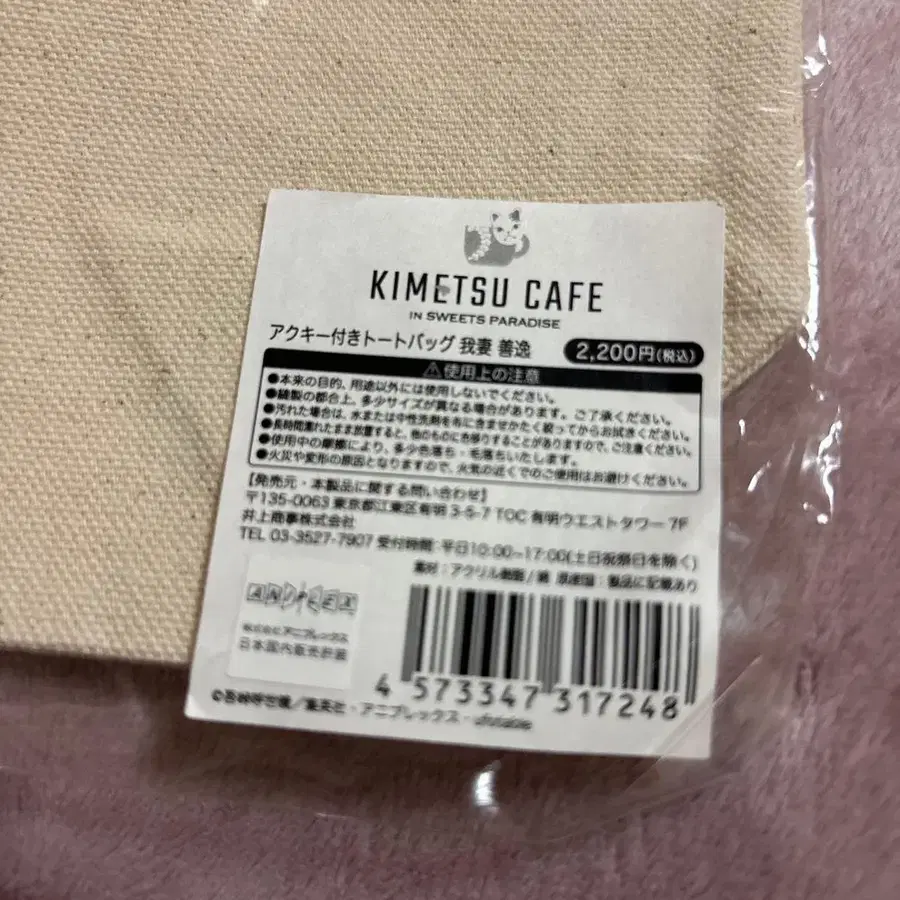 KIMETSU CAFE
IN SWEETS PARADISE
アクキー付きトートバッグ 我妻 善逸 2,200円(税込)
⚠使用上の注意
●本来の目的、用途以外には使用しないでください。
●縫製の都合上、多少サイズが異なる場合があります。ご了承ください。
●汚れた場合は、水または中性洗剤を布に含ませかたく絞ってからお拭きください。
●長時間濡れたまま放置すると、他のものに色移りすることがありますので、ご注意ください。
●使用中の摩擦により、多少色落ち・毛落ちいたします。
●火災や変形の原因となりますので、火気の近くでのご使用はお避けください。
【発売元・本製品に関する問い合わせ】
〒135-0063 東京都江東区有明 3-5-7 TOC 有明ウエストタワー 7F
井上商事株式会社
TEL 03-3527-7907 受付時間:平日10:00~17:00(土日祝祭日を除く)
素材:アクリル樹脂/綿 原産国:製品に記載あり
ANIPLEX
株式会社アニプレックス
日本国内販売許諾
4 573347 317248
©吾峠呼世晴/集英社・アニプレックス・ufotable